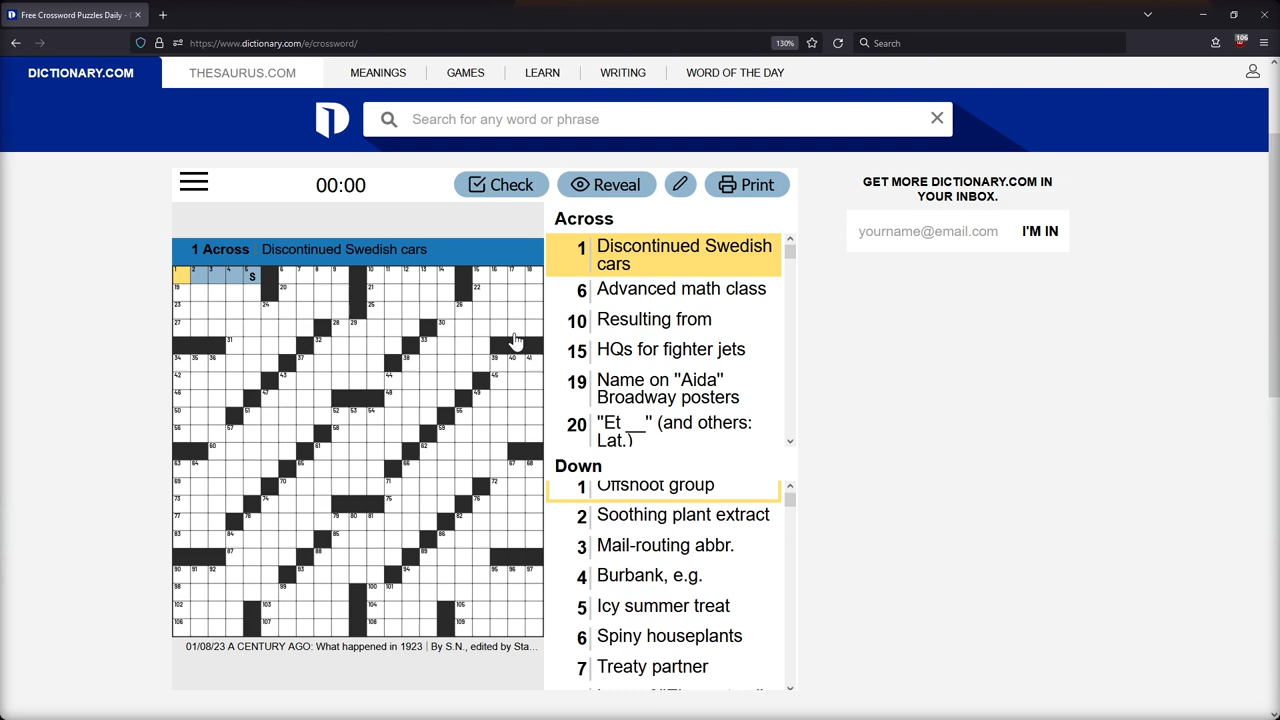 Free Crossword Puzzles Daily -
https://www.dictionary.com/e/crossword/
130%
Search
106
DICTIONARY.COM
THESAURUS.COM
MEANINGS
GAMES
LEARN
WRITING
WORD OF THE DAY
Search for any word or phrase
00:00
Check
Reveal
Print
1 Across
Discontinued Swedish cars
S
01/08/23 A CENTURY AGO: What happened in 1923 | By S.N., edited by Sta...
Across
1 Discontinued Swedish
cars
6 Advanced math class
10 Resulting from
15 HQs for fighter jets
19 Name on "Aida"
Broadway posters
20 "Et __" (and others:
Lat.)
Down
1 Offshoot group
2 Soothing plant extract
3 Mail-routing abbr.
4 Burbank, e.g.
5 Icy summer treat
6 Spiny houseplants
7 Treaty partner
GET MORE DICTIONARY.COM IN
YOUR INBOX.
yourname@email.com
I'M IN